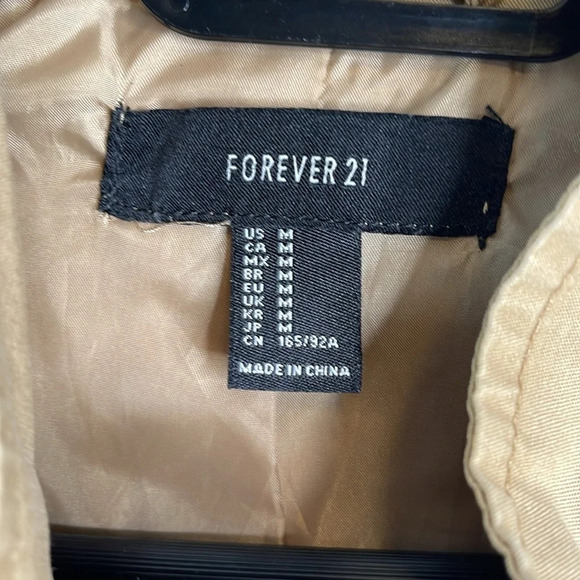 FOREVER 21
US M
CA M
MX M
BR M
EU M
UK M
KR M
JP M
CN 165/92A
MADE IN CHINA